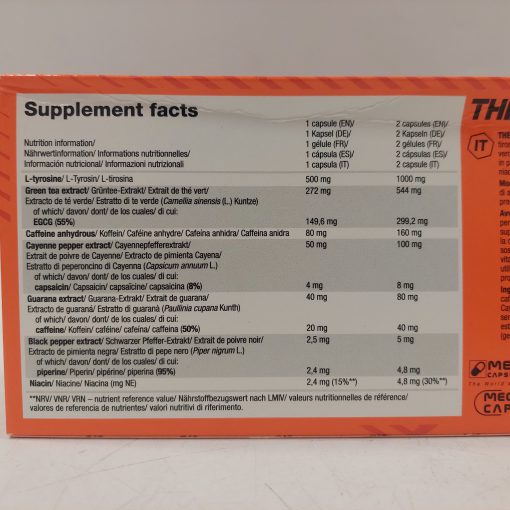 Supplement facts
THE
1 capsule (EN)/ 2 capsules (EN)/
1 Kapsel (DE)/ 2 Kapseln (DE)/
Nutrition information/ 1 gélule (FR)/ 2 gélules (FR)/
Nährwertinformation/ Informations nutritionnelles/ 1 cápsula (ES)/ 2 cápsulas (ES)/
Información nutricional/ Informazioni nutrizionali 1 capsula (IT) 2 capsule (IT)
L-tyrosine/ L-Tyrosin/ L-tirosina 500 mg 1000 mg
Green tea extract/ Grüntee-Extrakt/ Extrait de thé vert/ 272 mg 544 mg
Extracto de té verde/ Estratto di te verde (Camellia sinensis (L.) Kuntze)
of which/ davon/ dont/ de los cuales/ di cui:
EGCG (55%) 149,6 mg 299,2 mg
Caffeine anhydrous/ Koffein/ Caféine anhydre/ Cafeína anhidra/ Caffeina anidra 80 mg 160 mg
Cayenne pepper extract/ Cayennepfefferextrakt/ 50 mg 100 mg
Extrait de poivre de Cayenne/ Extracto de pimienta Cayena/
Estratto di peperoncino di Cayenna (Capsicum annuum L.)
of which/ davon/ dont/ de los cuales/ di cui:
capsaicin/ Capsaicin/ capsaïcine/ capsaicina (8%) 4 mg 8 mg
Guarana extract/ Guarana-Extrakt/ Extrait de guarana/ 40 mg 80 mg
Extracto de guaraná/ Estratto di guaranà (Paullinia cupana Kunth)
of which/ davon/ dont/ de los cuales/ di cui:
caffeine/ Koffein/ caféine/ cafeína/ caffeina (50%) 20 mg 40 mg
Black pepper extract/ Schwarzer Pfeffer-Extrakt/ Extrait de poivre noir/ 2,5 mg 5 mg
Extracto de pimienta negra/ Estratto di pepe nero (Piper nigrum L.)
of which/ davon/ dont/ de los cuales/ di cui:
piperine/ Piperin/ pipérine/ piperina (95%) 2,4 mg 4,8 mg
Niacin/ Niacine/ Niacina (mg NE) 2,4 mg (15%**) 4,8 mg (30%**)
**NRV/ VNR/ VRN – nutrient reference value/ Nährstoffbezugswert nach LMIV/ valeurs nutritionnelles de référence/
valores de referencia de nutrientes/ valori nutritivi di riferimento.
IT
MEG
CAPS
The World
MEG
CAP